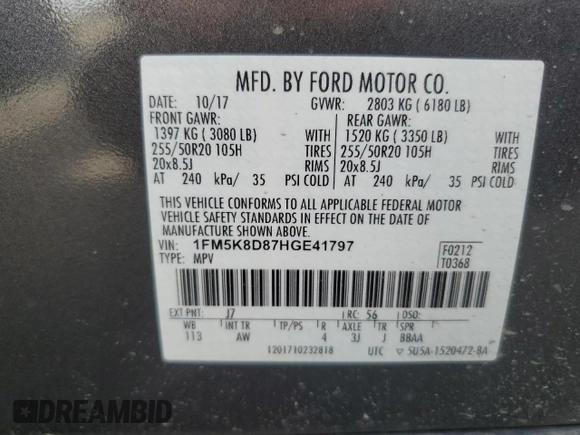 MFD. BY FORD MOTOR CO.
DATE: 10/17 GVWR: 2803 KG ( 6180 LB)
FRONT GAWR: REAR GAWR:
1397 KG ( 3080 LB) WITH 1520 KG ( 3350 LB) WITH
255/50R20 105H TIRES 255/50R20 105H TIRES
20x8.5J RIMS 20x8.5J RIMS
AT 240 kPa/ 35 PSI COLD AT 240 kPa/ 35 PSI COLD
THIS VEHICLE CONFORMS TO ALL APPLICABLE FEDERAL MOTOR
VEHICLE SAFETY STANDARDS IN EFFECT ON THE DATE OF
MANUFACTURE SHOWN ABOVE.
VIN: 1FM5K8D87HGE41797
TYPE: MPV
F0212
T0368
EXT PNT: J7 RC: 56 DSO:
WB INT TR TP/PS R AXLE TR SPR
113 AW 4 3J J BBAA
1201710232818 UTC ▽ 5U5A-1520472-BA
DREAMBID